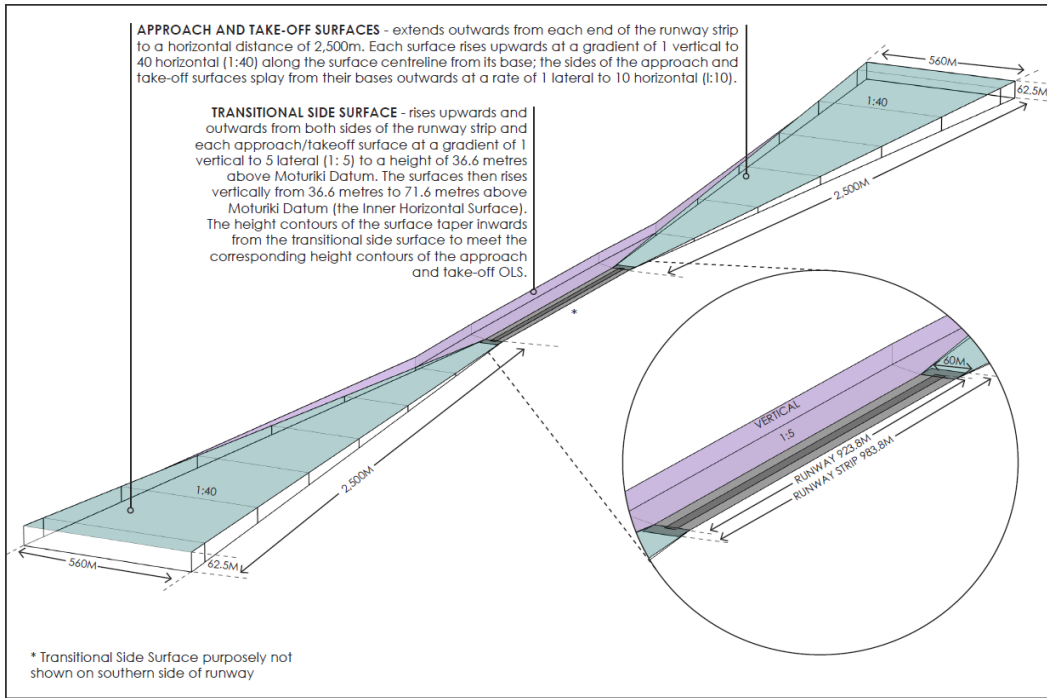 APPROACH AND TAKE-OFF SURFACES - extends outwards from each end of the runway strip
to a horizontal distance of 2,500m. Each surface rises upwards at a gradient of 1 vertical to
40 horizontal (1:40) along the surface centreline from its base; the sides of the approach and
take-off surfaces splay from their bases outwards at a rate of 1 lateral to 10 horizontal (l:10).
TRANSITIONAL SIDE SURFACE - rises upwards and
outwards from both sides of the runway strip and
each approach/takeoff surface at a gradient of 1
vertical to 5 lateral (1: 5) to a height of 36.6 metres
above Moturiki Datum. The surfaces then rises
vertically from 36.6 metres to 71.6 metres above
Moturiki Datum (the Inner Horizontal Surface).
The height contours of the surface taper inwards
from the transitional side surface to meet the
corresponding height contours of the approach
and take-off OLS.
560M
62.5M
1:40
2,500M
*
60M
VERTICAL
1:5
RUNWAY 923.8M
RUNWAY STRIP 983.8M
2,500M
1:40
560M
62.5M
* Transitional Side Surface purposely not
shown on southern side of runway